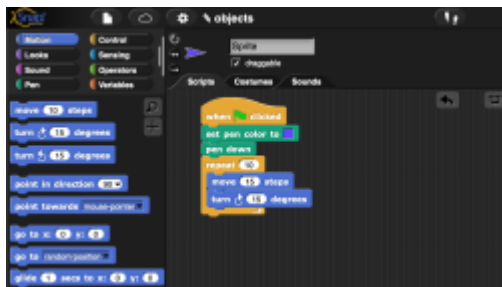 Snap!
objects
Sprite
draggable
Motion Control
Looks Sensing
Sound Operators
Pen Variables
Scripts Costumes Sounds
move 10 steps
turn 15 degrees
turn 15 degrees
point in direction 90
point towards mouse-pointer
go to x: 0 y: 0
go to random position
glide 1 secs to x: 0 y: 0
when clicked
set pen color to
pen down
repeat 10
move 15 steps
turn 15 degrees